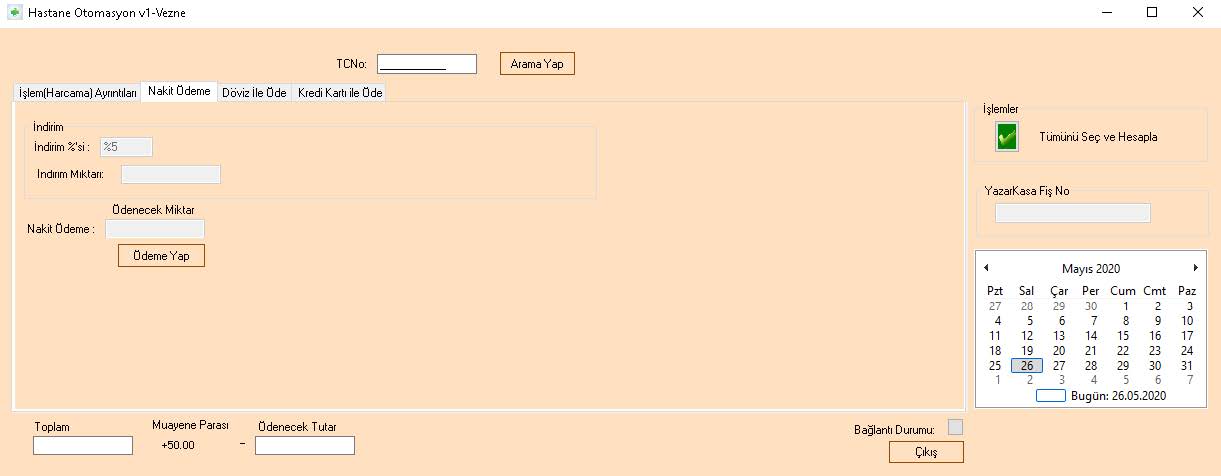 Hastane Otomasyon v1-Vezne
TCNo: ___________ Arama Yap
İşlem(Harcama) Ayrıntıları Nakit Ödeme Döviz İle Öde Kredi Kartı ile Öde
İndirim
İndirim %'si : %5
İndirim Miktarı:
Ödenecek Miktar
Nakit Ödeme :
Ödeme Yap
İşlemler
Tümünü Seç ve Hesapla
YazarKasa Fiş No
Mayıs 2020
Pzt Sal Çar Per Cum Cmt Paz
27 28 29 30 1 2 3
4 5 6 7 8 9 10
11 12 13 14 15 16 17
18 19 20 21 22 23 24
25 26 27 28 29 30 31
1 2 3 4 5 6 7
Bugün: 26.05.2020
Toplam Muayene Parası Ödenecek Tutar
+50.00 -
Bağlantı Durumu:
Çıkış